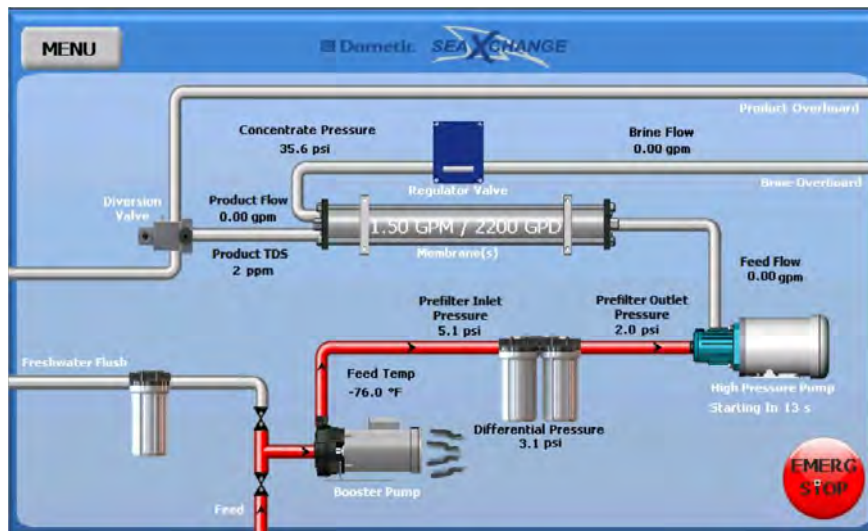 MENU
Dometic SEAXCHANGE
Product Overboard
Concentrate Pressure
35.6 psi
Brine Flow
0.00 gpm
Regulator Valve
Brine Overboard
Diversion
Valve
Product Flow
0.00 gpm
1.50 GPM / 2200 GPD
Membrane(s)
Product TDS
2 ppm
Feed Flow
0.00 gpm
Prefilter Inlet
Pressure
5.1 psi
Prefilter Outlet
Pressure
2.0 psi
Freshwater Flush
Feed Temp
-76.0 °F
High Pressure Pump
Starting In 13 s
Differential Pressure
3.1 psi
Booster Pump
Feed
EMERG
STOP